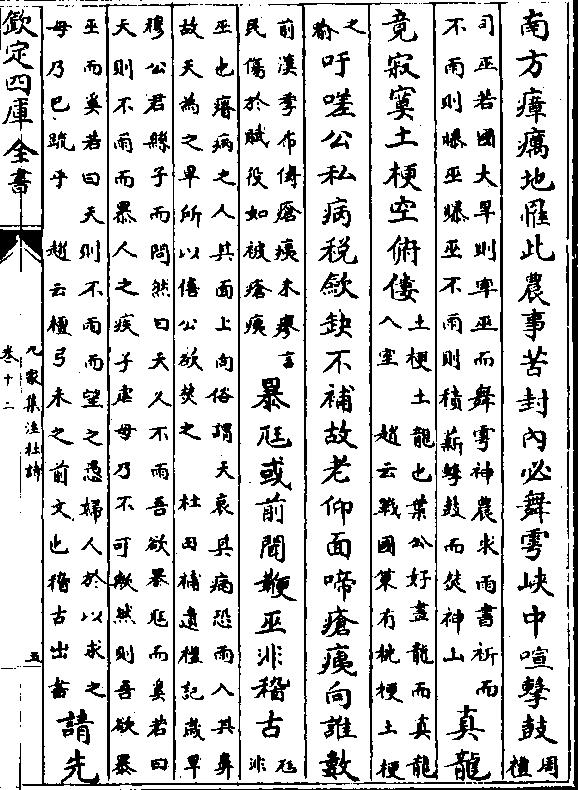 南方瘴癘地罹此農事苦封內必舞雩峽中喧擊鼓周
禮
司巫若國大旱則率巫而舞雩神農求雨書祈而
不雨則曝巫曝巫不雨則積薪擊鼓而焚神山
真龍
竟寂寞土梗空俯僂
土梗土龍也葉公好畫龍而真龍
入室 趙云戰國策有桃梗土梗
之
喻
吁嗟公私病稅斂缺不補故老仰面啼瘡痍向誰數
前漢季布傳瘡痍未瘳言
民傷於賦役如被瘡痍
暴尪或前聞鞭巫非稽古
尪
非
巫也瘠病之人其面上向俗謂天哀其病恐雨入其鼻
故天為之旱所以僖公欲焚之 杜田補遺禮記歲旱
穆公君縣子而問然曰天久不雨吾欲暴尪而奚若曰
天則不雨而暴人之疾子虐毋乃不可歟然則吾欲暴
巫而奚若曰天則不雨而望之愚婦人於以求之
毋乃已疏乎 趙云檀弓未之前文也稽古出書
請先
欽定四庫全書
九家集注杜詩
卷十二
五